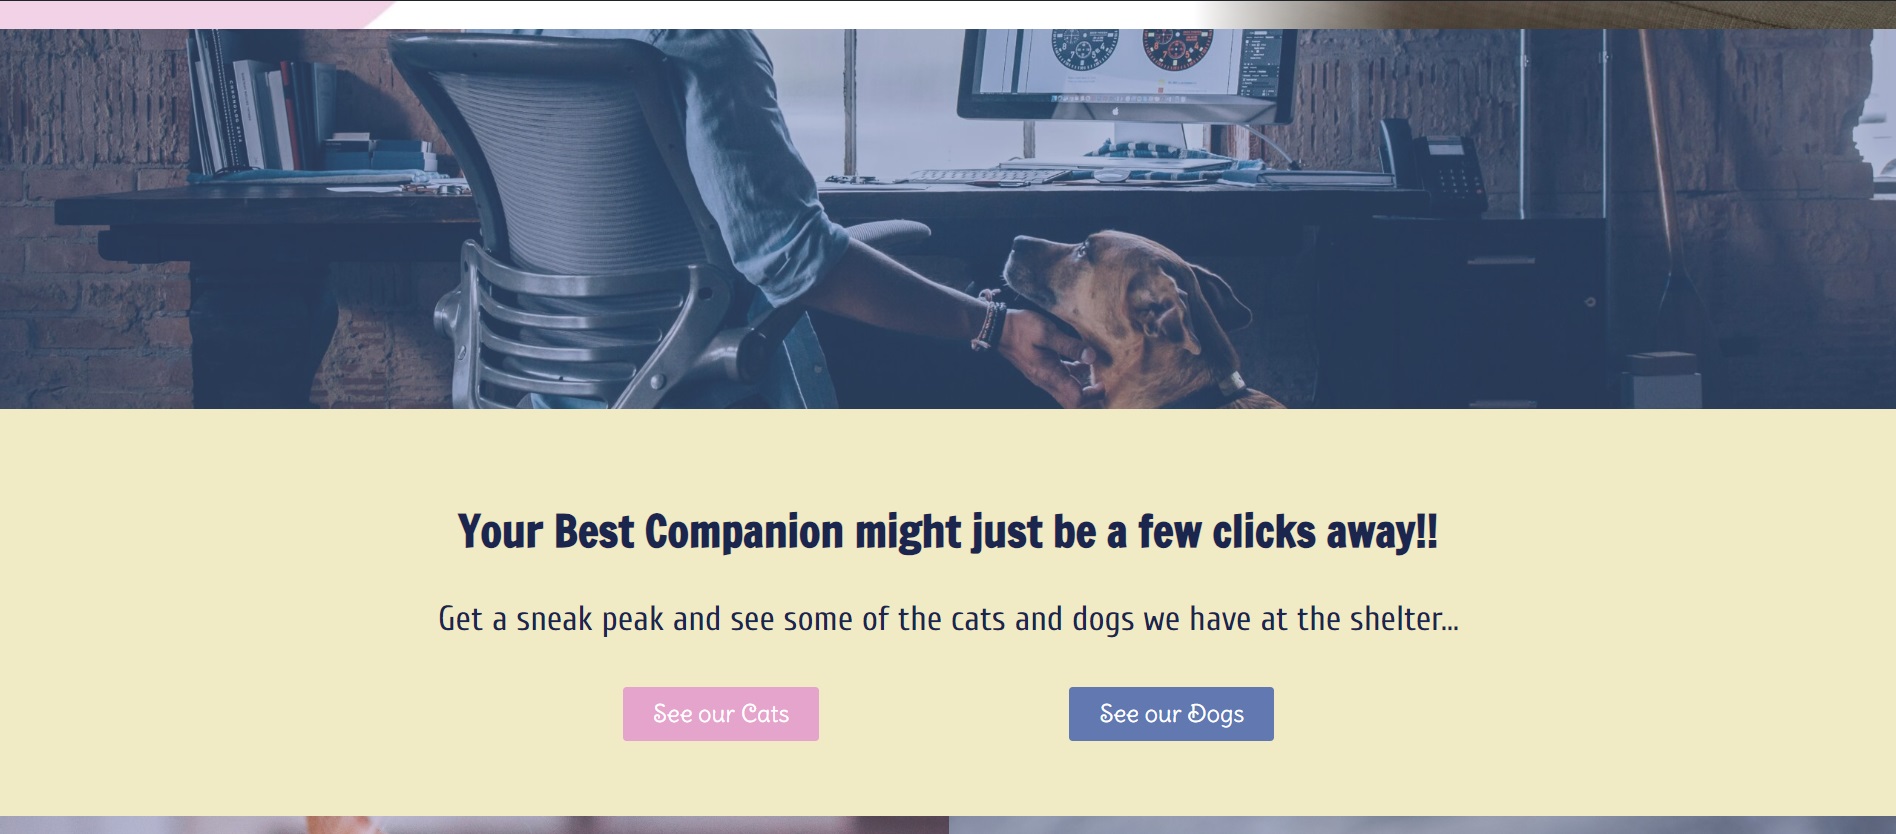 Your Best Companion might just be a few clicks away!!
Get a sneak peak and see some of the cats and dogs we have at the shelter...
See our Cats
See our Dogs